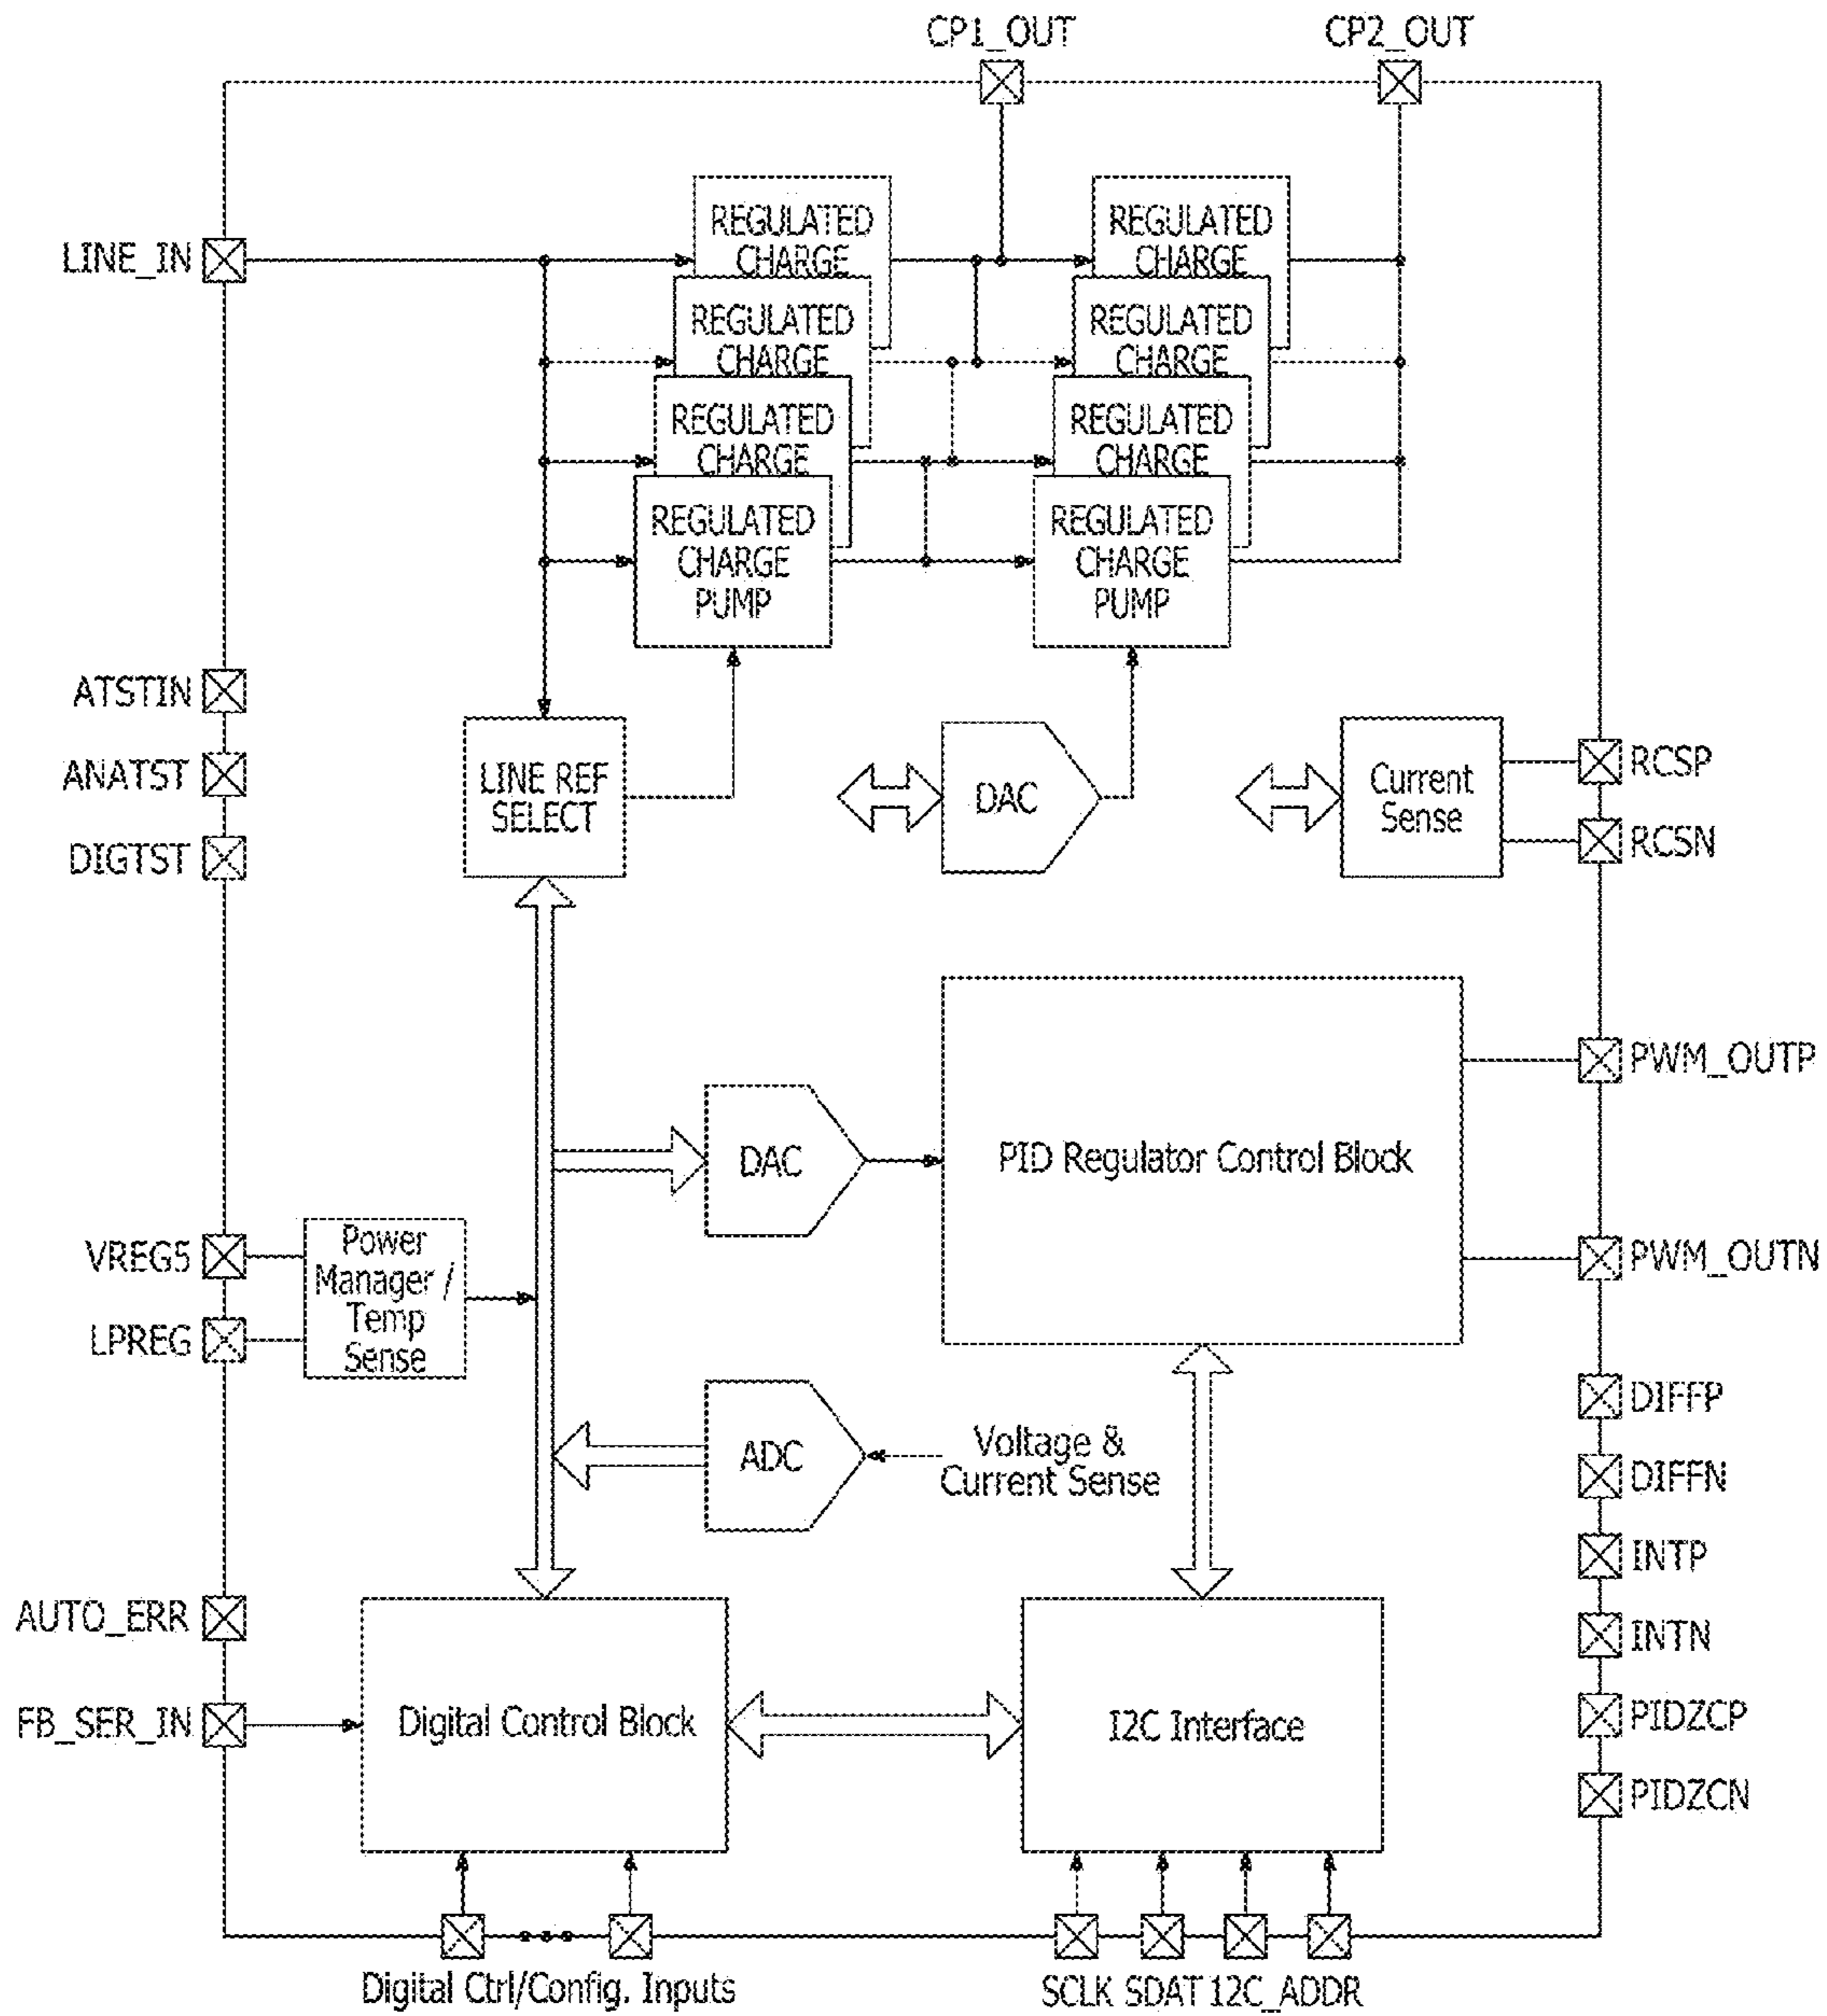 CP1_OUT
CP2_OUT
LINE_IN
REGULATED
CHARGE
REGULATED
CHARGE
REGULATED
CHARGE
REGULATED
CHARGE
PUMP
REGULATED
CHARGE
REGULATED
CHARGE
REGULATED
CHARGE
REGULATED
CHARGE
PUMP
ATSTIN
ANATST
DIGTST
LINE REF
SELECT
DAC
Current
Sense
RCSP
RCSN
PWM_OUTP
DAC
PID Regulator Control Block
VREG5
LPREG
Power
Manager /
Temp
Sense
PWM_OUTN
DIFFP
DIFFN
INTP
INTN
PIDZCP
PIDZCN
ADC
Voltage &
Current Sense
AUTO_ERR
FB_SER_IN
Digital Control Block
I2C Interface
Digital Ctrl/Config. Inputs
SCLK SDAT I2C_ADDR